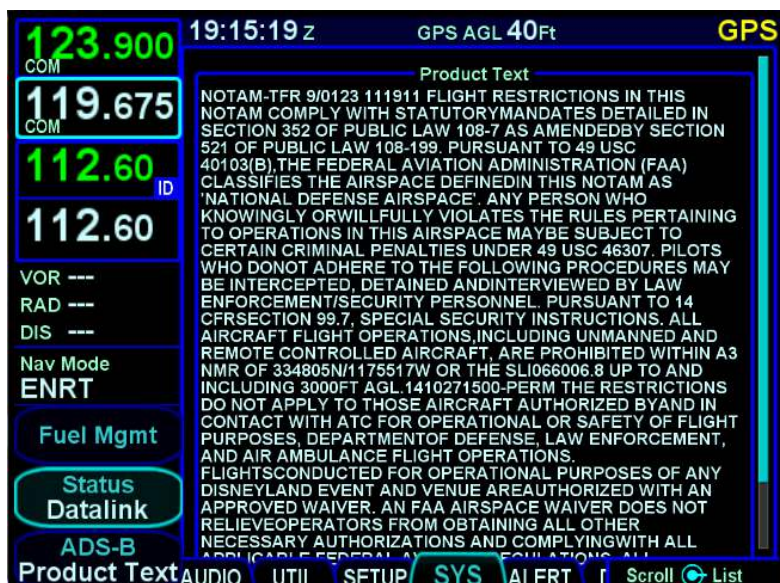 123.900
COM
119.675
COM
112.60
ID
112.60
VOR ---
RAD ---
DIS ---
Nav Mode
ENRT
Fuel Mgmt
Status
Datalink
ADS-B
Product Text
19:15:19 Z
GPS AGL 40Ft
GPS
Product Text
NOTAM-TFR 9/0123 111911 FLIGHT RESTRICTIONS IN THIS
NOTAM COMPLY WITH STATUTORYMANDATES DETAILED IN
SECTION 352 OF PUBLIC LAW 108-7 AS AMENDEDBY SECTION
521 OF PUBLIC LAW 108-199. PURSUANT TO 49 USC
40103(B),THE FEDERAL AVIATION ADMINISTRATION (FAA)
CLASSIFIES THE AIRSPACE DEFINEDIN THIS NOTAM AS
'NATIONAL DEFENSE AIRSPACE'. ANY PERSON WHO
KNOWINGLY ORWILLFULLY VIOLATES THE RULES PERTAINING
TO OPERATIONS IN THIS AIRSPACE MAYBE SUBJECT TO
CERTAIN CRIMINAL PENALTIES UNDER 49 USC 46307. PILOTS
WHO DONOT ADHERE TO THE FOLLOWING PROCEDURES MAY
BE INTERCEPTED, DETAINED ANDINTERVIEWED BY LAW
ENFORCEMENT/SECURITY PERSONNEL. PURSUANT TO 14
CFRSECTION 99.7, SPECIAL SECURITY INSTRUCTIONS. ALL
AIRCRAFT FLIGHT OPERATIONS,INCLUDING UNMANNED AND
REMOTE CONTROLLED AIRCRAFT, ARE PROHIBITED WITHIN A3
NMR OF 334805N/1175517W OR THE SLI066006.8 UP TO AND
INCLUDING 3000FT AGL.1410271500-PERM THE RESTRICTIONS
DO NOT APPLY TO THOSE AIRCRAFT AUTHORIZED BYAND IN
CONTACT WITH ATC FOR OPERATIONAL OR SAFETY OF FLIGHT
PURPOSES, DEPARTMENTOF DEFENSE, LAW ENFORCEMENT,
AND AIR AMBULANCE FLIGHT OPERATIONS.
FLIGHTSCONDUCTED FOR OPERATIONAL PURPOSES OF ANY
DISNEYLAND EVENT AND VENUE AREAUTHORIZED WITH AN
APPROVED WAIVER. AN FAA AIRSPACE WAIVER DOES NOT
RELIEVEOPERATORS FROM OBTAINING ALL OTHER
NECESSARY AUTHORIZATIONS AND COMPLYINGWITH ALL
APPLICABLE FEDERAL
AUDIO UTIL SETUP SYS ALERT Scroll List